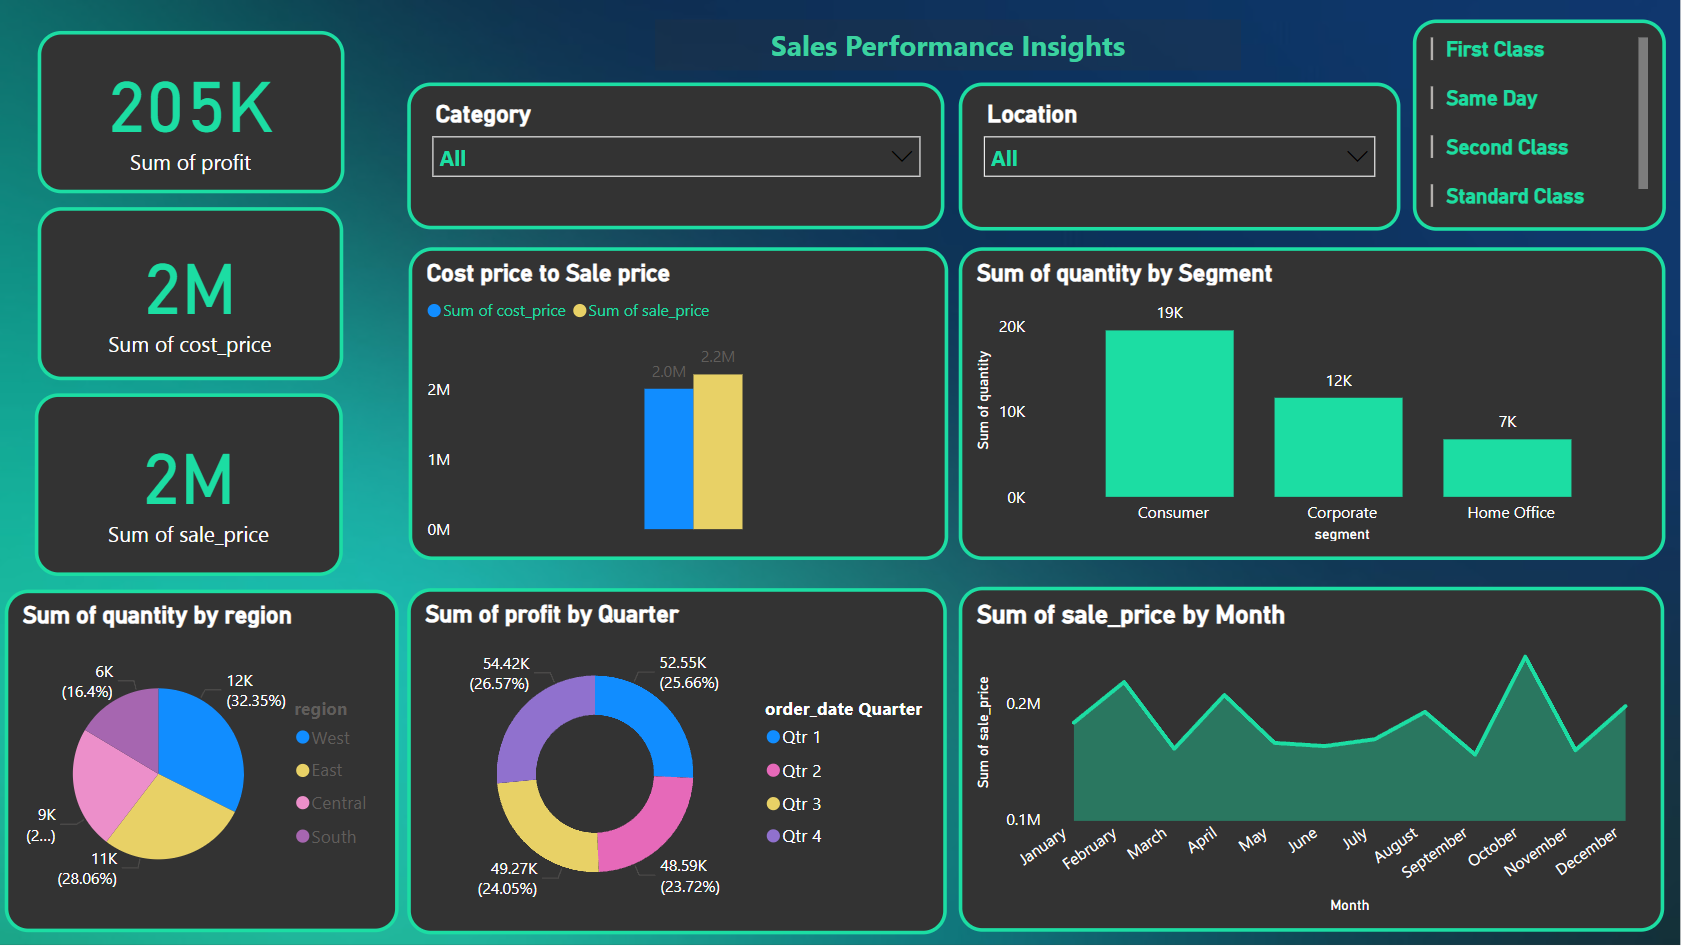 Sales Performance Insights
205K
Sum of profit
2M
Sum of cost_price
2M
Sum of sale_price
Category
All
Location
All
First Class
Same Day
Second Class
Standard Class
Cost price to Sale price
Sum of cost_price Sum of sale_price
2.2M
2.0M
2M
1M
0M
Sum of quantity by Segment
Sum of quantity
20K
10K
0K
19K
12K
7K
Consumer Corporate Home Office
segment
Sum of quantity by region
6K
(16.4%)
12K
(32.35%)
9K
(2...)
11K
(28.06%)
region
West
East
Central
South
Sum of profit by Quarter
54.42K
(26.57%)
52.55K
(25.66%)
49.27K
(24.05%)
48.59K
(23.72%)
order_date Quarter
Qtr 1
Qtr 2
Qtr 3
Qtr 4
Sum of sale_price by Month
Sum of sale_price
0.2M
0.1M
January February March April May June July August September October November December
Month